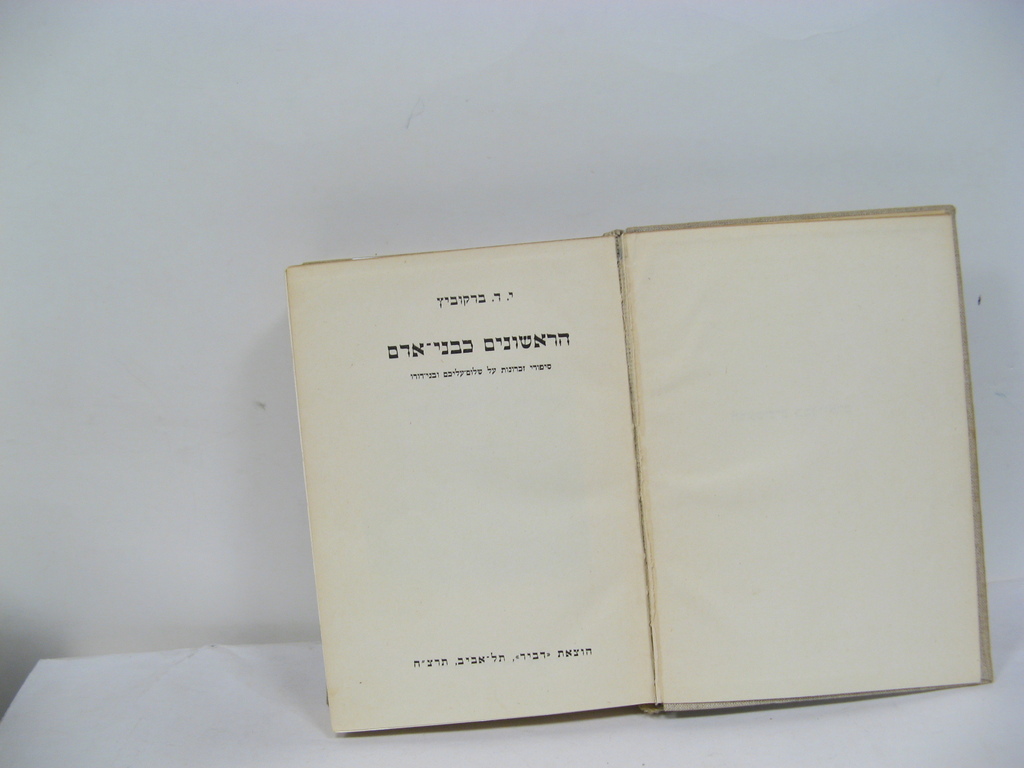 י. ד. ברקוביץ
הראשונים כבני־אדם
סיפורי זכרונות על שלום־עליכם ובני־דורו
הוצאת «דביר», תל־אביב, תרצ״ח